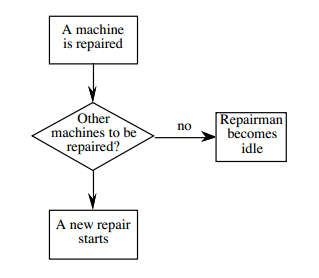 A machine
is repaired
Other
machines to be
repaired?
no
Repairman
becomes
idle
A new repair
starts